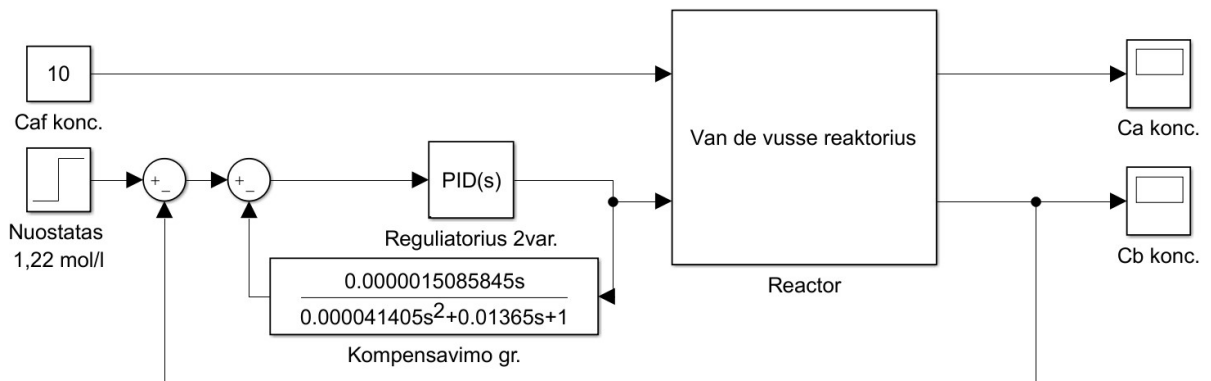 10
Caf konc.
Nuostatas
1,22 mol/l
+
_
+
_
PID(s)
Reguliatorius 2var.
0.0000015085845s
0.000041405s²+0.01365s+1
Kompensavimo gr.
Van de vusse reaktorius
Reactor
Ca konc.
Cb konc.